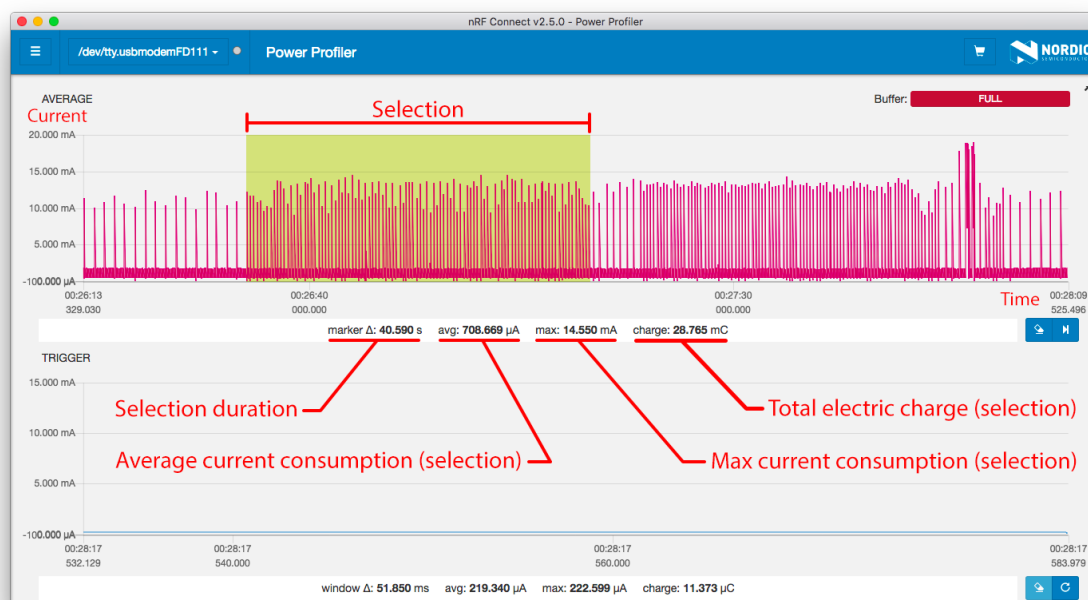 nRF Connect v2.5.0 - Power Profiler
/dev/tty.usbmodemFD111
Power Profiler
NORDIC
SEMICONDUCTOR
AVERAGE
Buffer: FULL
Current
Selection
20.000 mA
15.000 mA
10.000 mA
5.000 mA
-100.000 µA
00:26:13 00:26:40 00:27:30 Time 00:28:09
329.030 000.000 000.000 525.496
marker Δ: 40.590 s avg: 708.669 µA max: 14.550 mA charge: 28.765 mC
TRIGGER
15.000 mA
Selection duration
Total electric charge (selection)
10.000 mA
Average current consumption (selection)
Max current consumption (selection)
5.000 mA
00:28:17 00:28:17 00:28:17 00:28:17
532.129 540.000 560.000 583.979
window Δ: 51.850 ms avg: 219.340 µA max: 222.599 µA charge: 11.373 µC